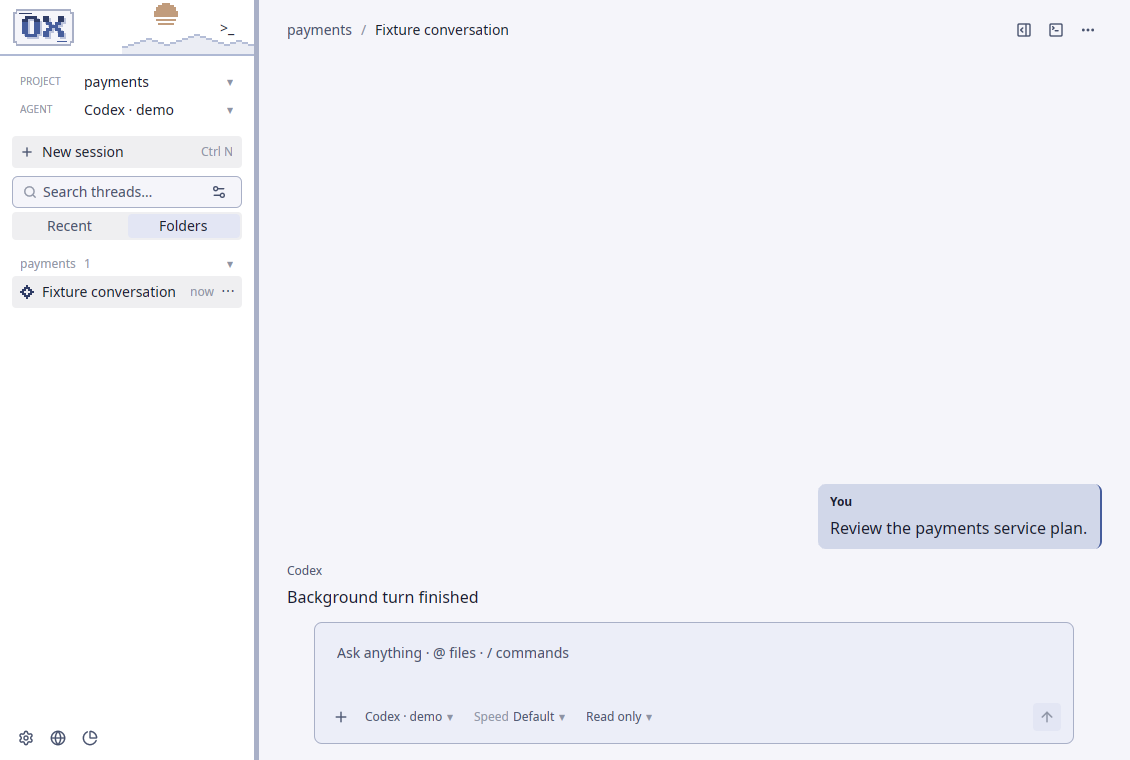 OX
>_
PROJECT payments
AGENT Codex · demo
+ New session Ctrl N
Search threads...
Recent Folders
payments 1
Fixture conversation now ···
payments / Fixture conversation
You
Review the payments service plan.
Codex
Background turn finished
Ask anything · @ files · / commands
+ Codex · demo Speed Default Read only